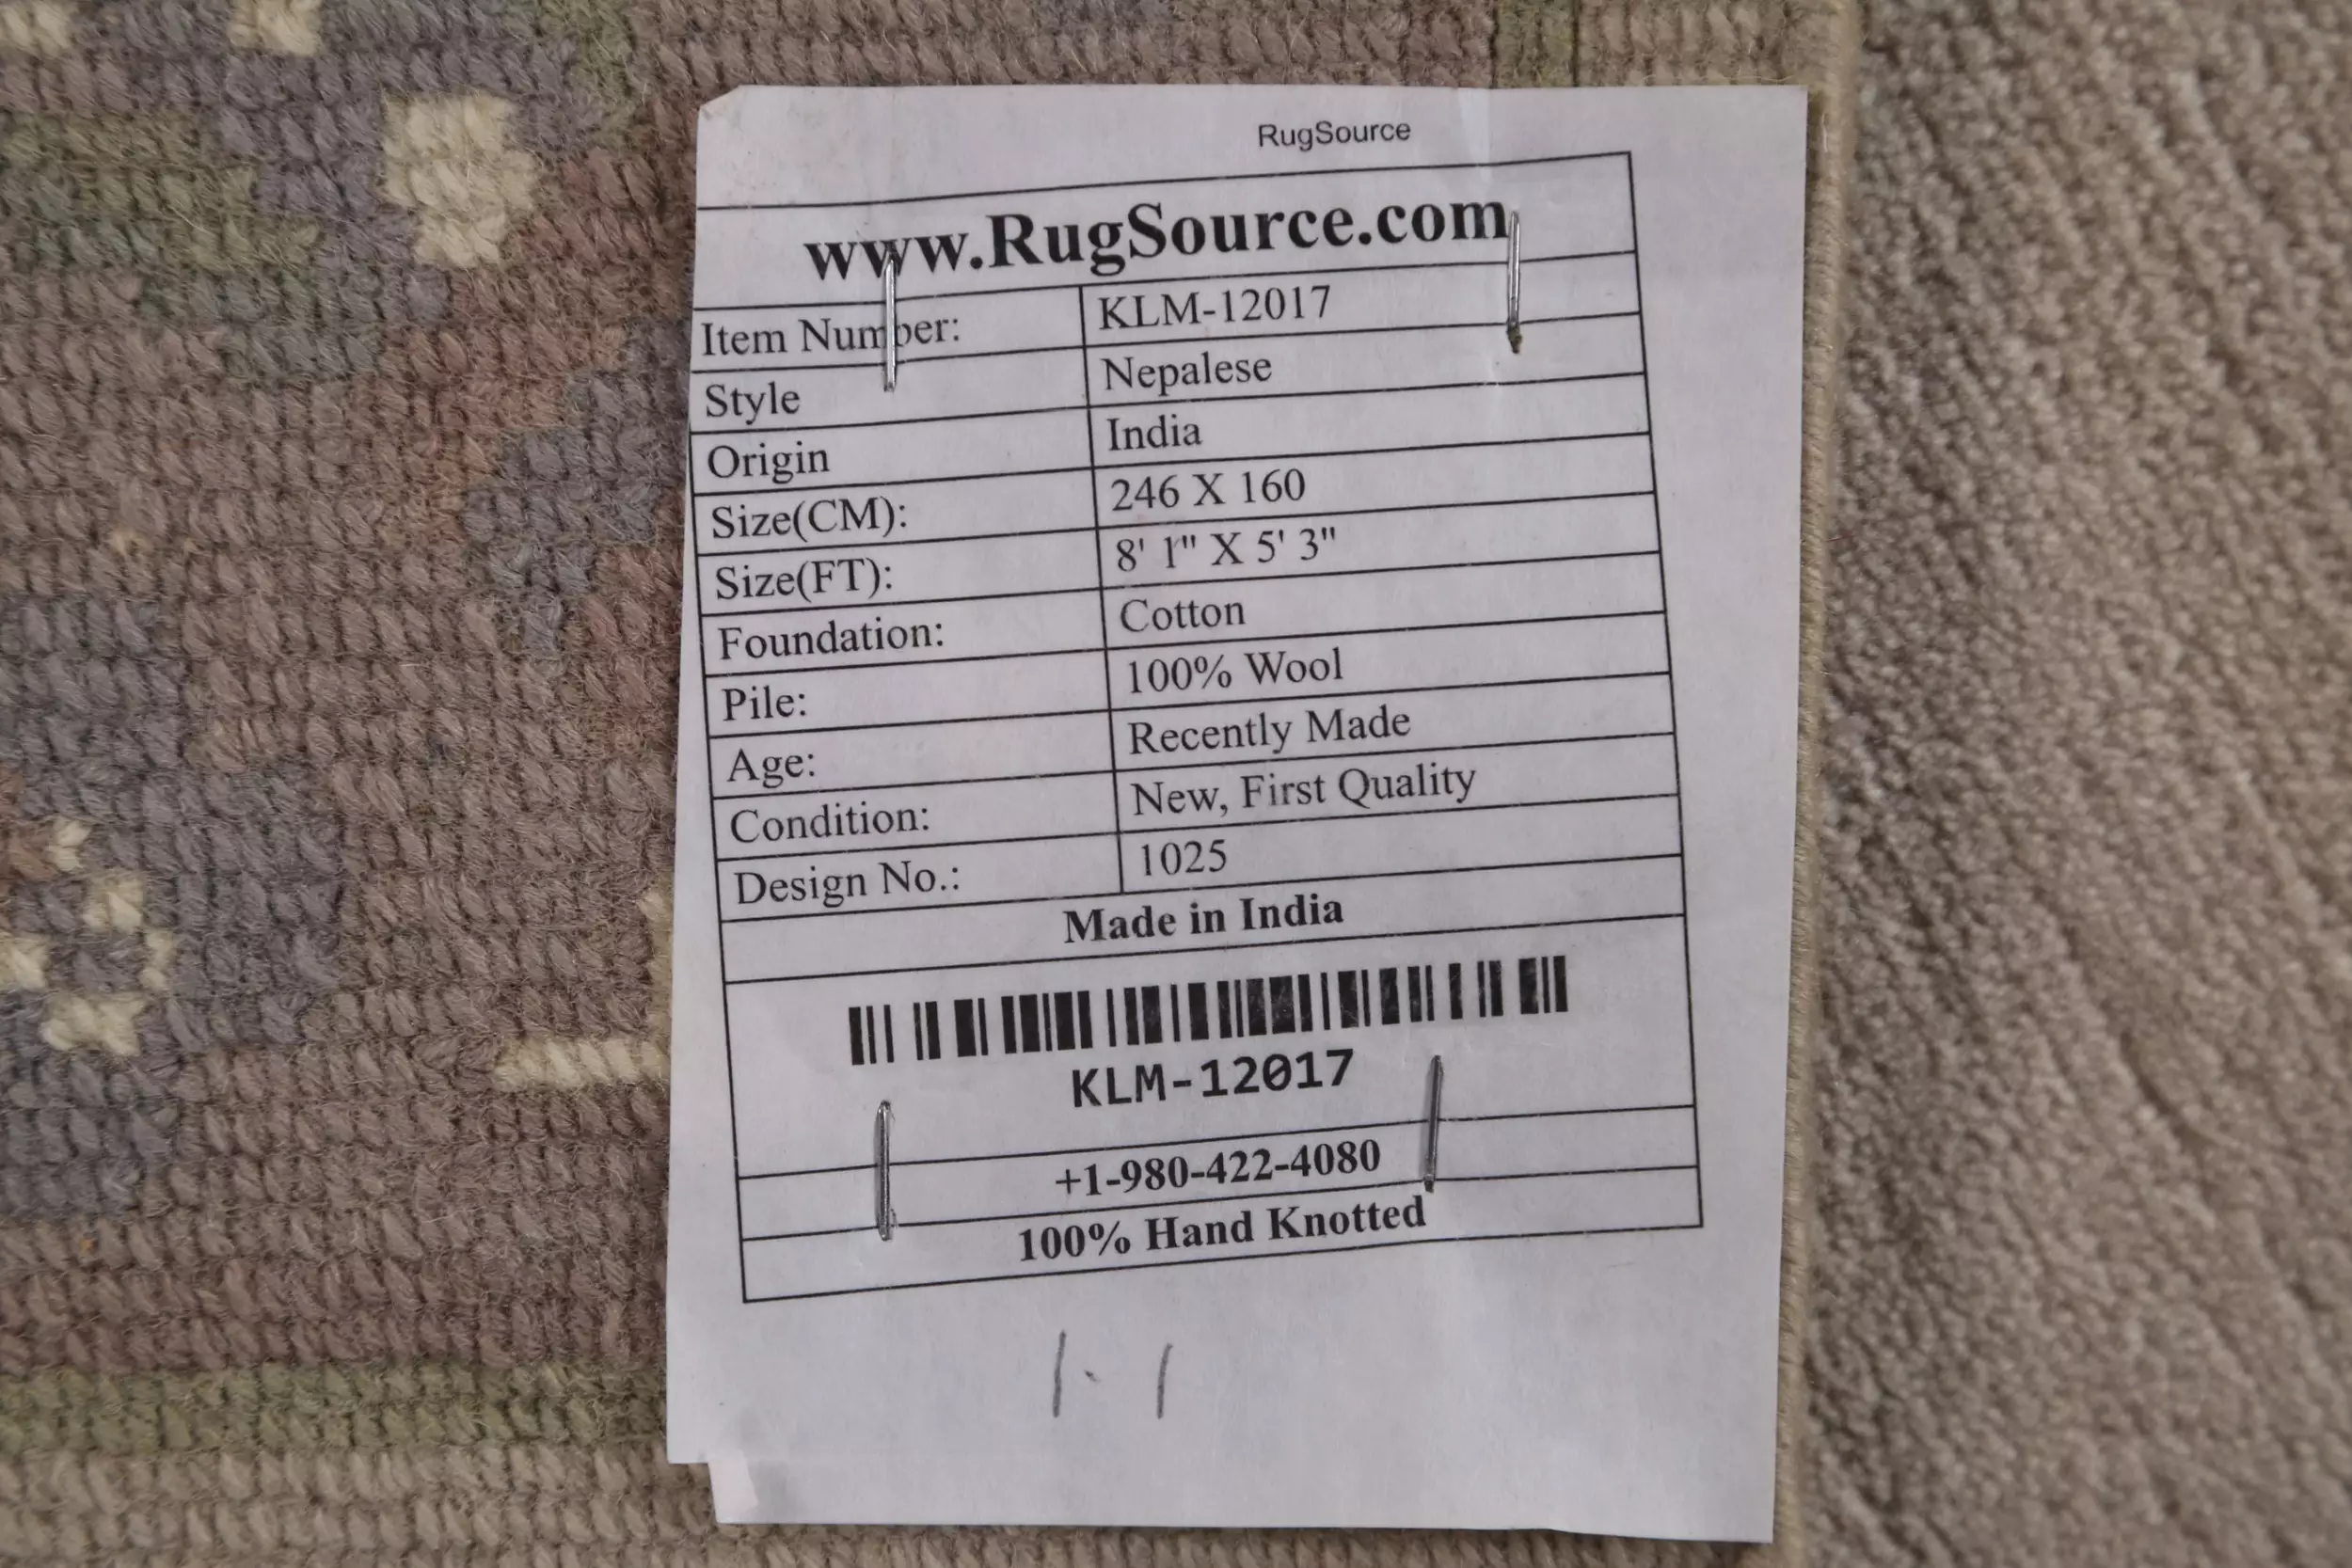 RugSource
www.RugSource.com
Item Number: KLM-12017
Style Nepalese
Origin India
Size(CM): 246 X 160
Size(FT): 8' 1" X 5' 3"
Foundation: Cotton
Pile: 100% Wool
Age: Recently Made
Condition: New, First Quality
Design No.: 1025
Made in India
KLM-12017
+1-980-422-4080
100% Hand Knotted
1.1